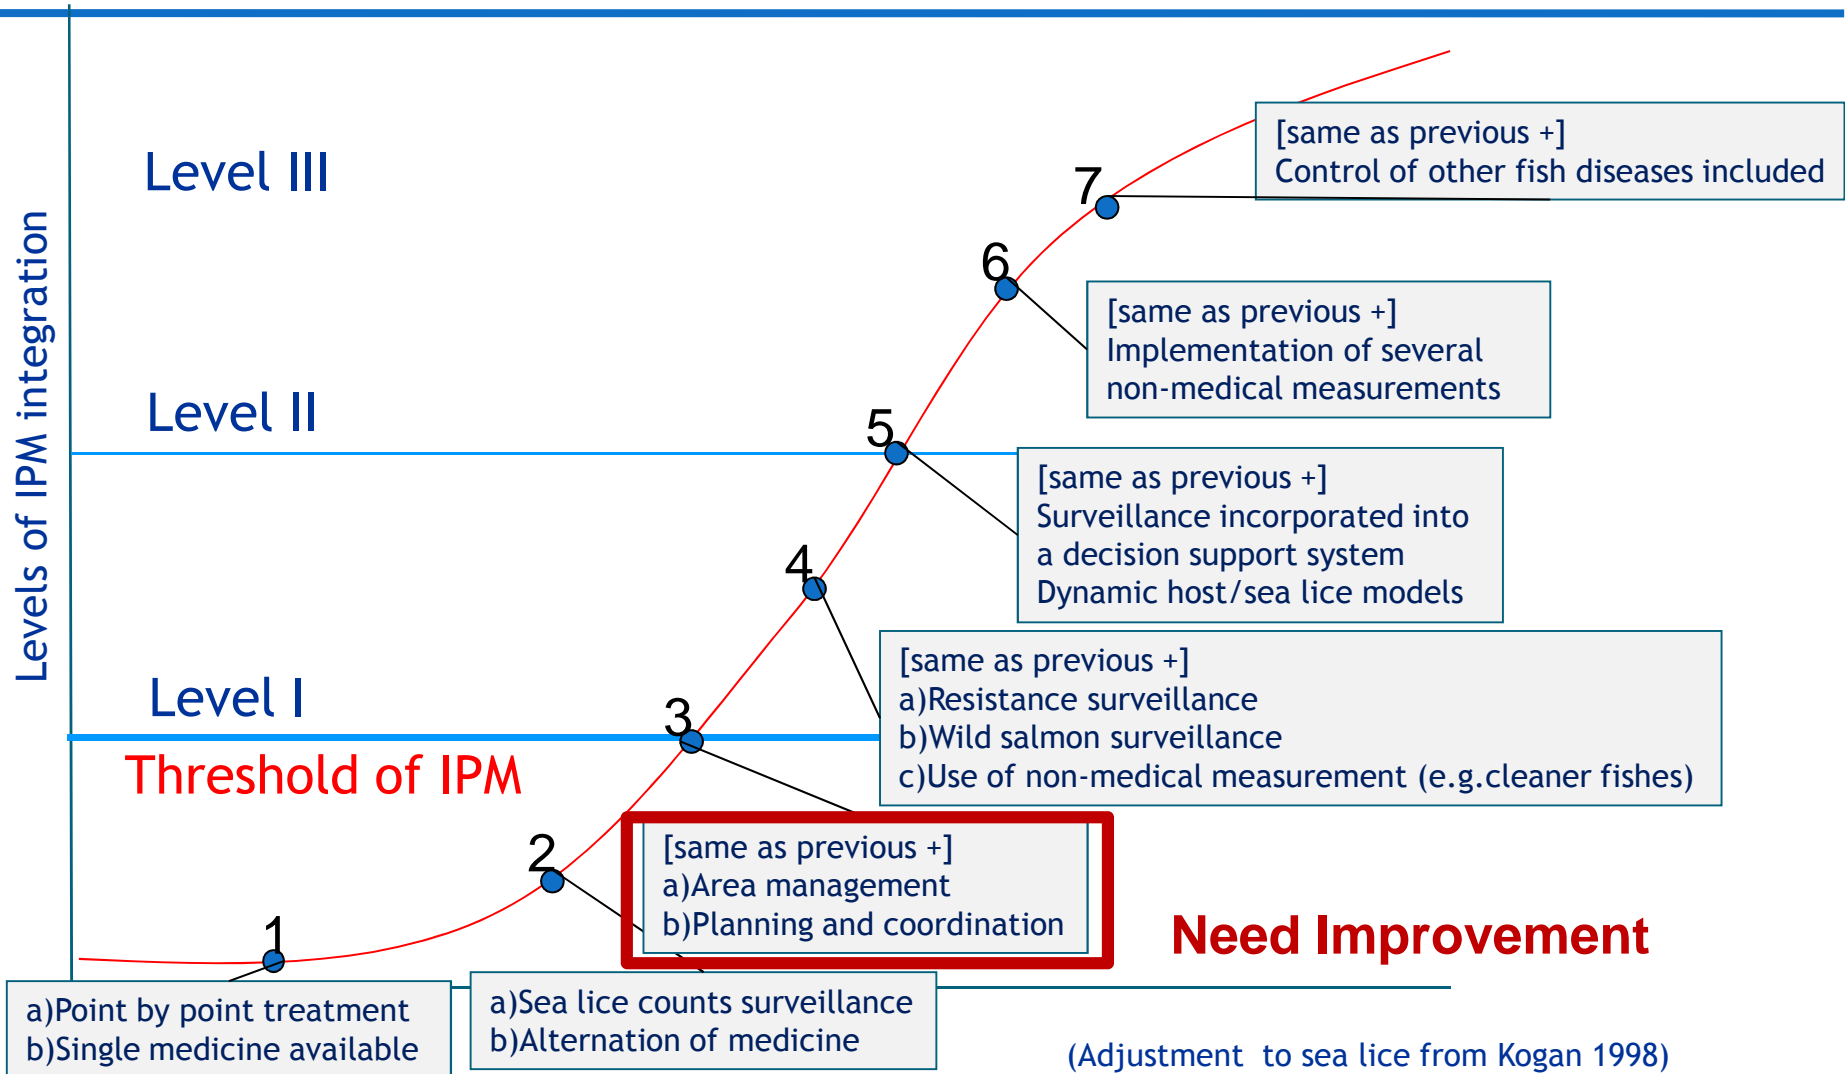 Levels of IPM integration
Level III
[same as previous +]
Control of other fish diseases included
7
6
[same as previous +]
Implementation of several
non-medical measurements
Level II
5
[same as previous +]
Surveillance incorporated into
a decision support system
Dynamic host/sea lice models
4
[same as previous +]
a)Resistance surveillance
b)Wild salmon surveillance
c)Use of non-medical measurement (e.g.cleaner fishes)
Level I
3
Threshold of IPM
[same as previous +]
a)Area management
b)Planning and coordination
2
Need Improvement
1
a)Point by point treatment
b)Single medicine available
a)Sea lice counts surveillance
b)Alternation of medicine
(Adjustment to sea lice from Kogan 1998)